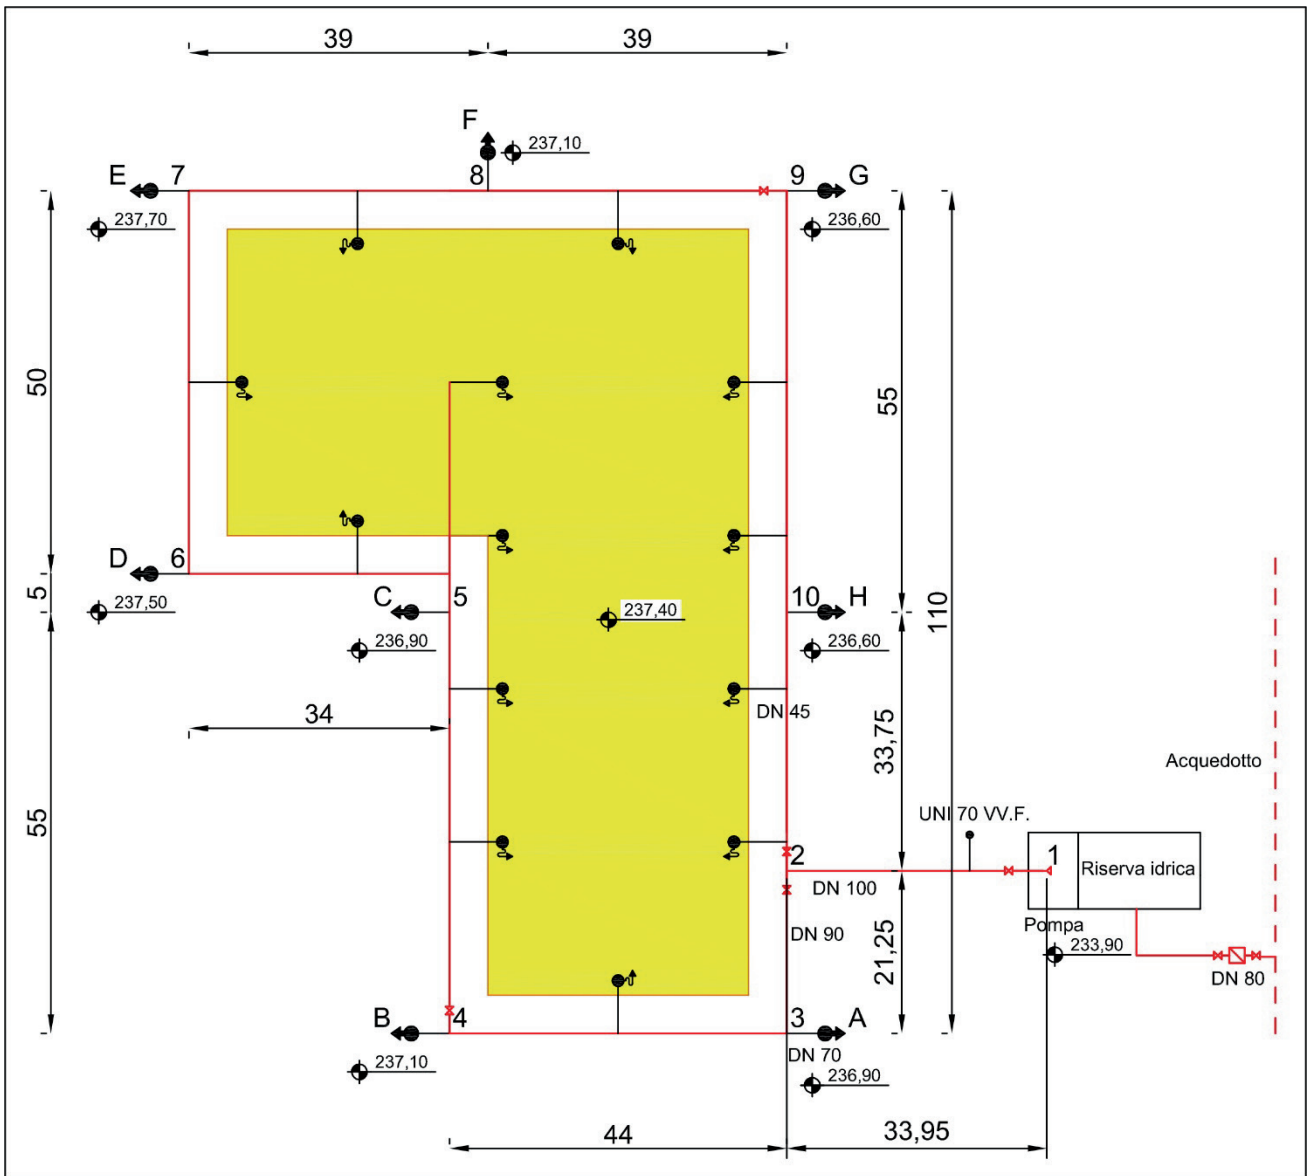 39
39
F
237,10
E
7
8
9
G
237,70
236,60
50
55
D
6
5
C
5
10
H
237,50
237,40
110
236,90
236,60
34
DN 45
33,75
Acquedotto
UNI 70 VV.F.
55
2
1
Riserva idrica
DN 100
Pompa
DN 90
21,25
233,90
DN 80
B
4
3
A
DN 70
237,10
236,90
44
33,95